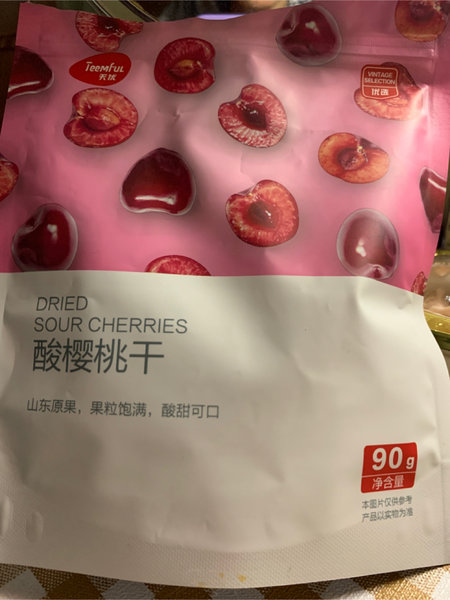 Teemful
天优
VINTAGE
SELECTION
优选
DRIED
SOUR CHERRIES
酸樱桃干
山东原果，果粒饱满，酸甜可口
90g
净含量
本图片仅供参考
产品以实物为准